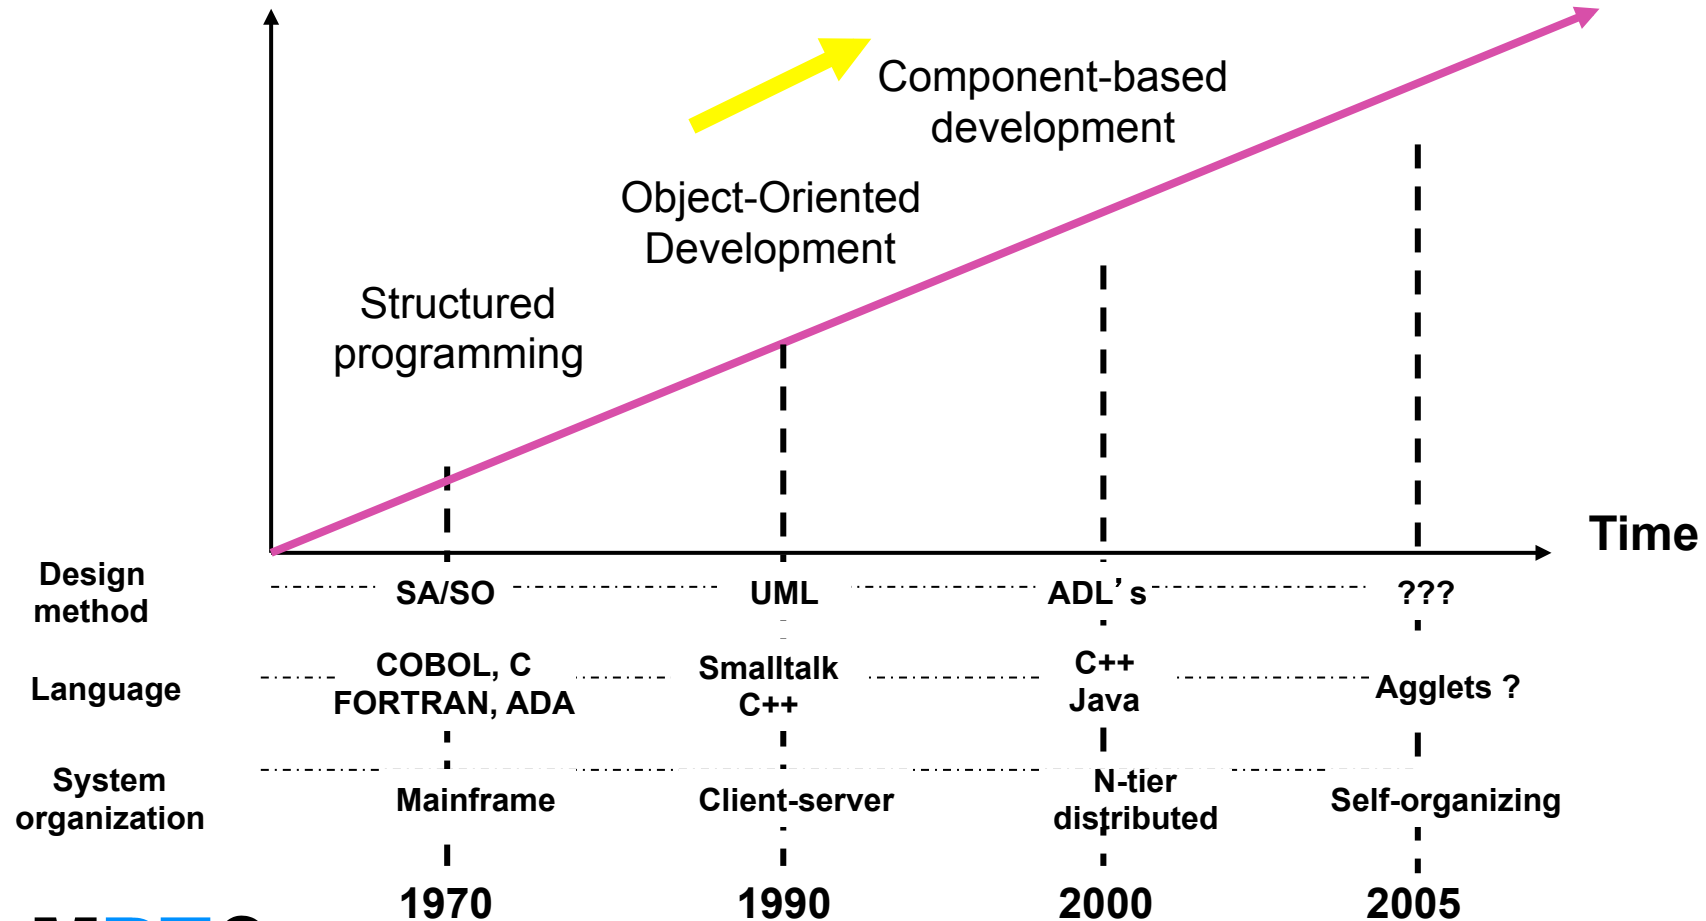 Component-based
development
Object-Oriented
Development
Structured
programming
Time
Design
method
SA/SO
UML
ADL's
???
Language
COBOL, C
FORTRAN, ADA
Smalltalk
C++
C++
Java
Agglets ?
System
organization
Mainframe
Client-server
N-tier
distributed
Self-organizing
1970
1990
2000
2005